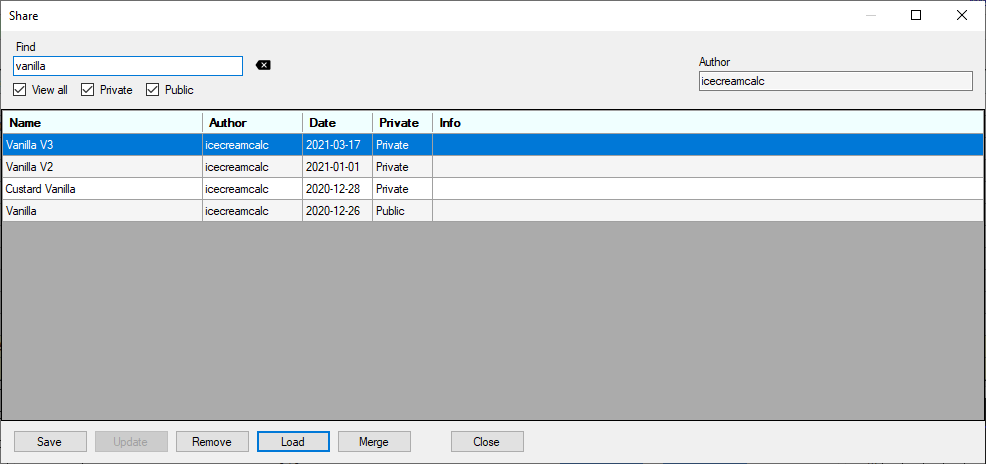 Share
Find
vanilla
View all Private Public
Author
icecreamcalc
Name Author Date Private Info
Vanilla V3 icecreamcalc 2021-03-17 Private
Vanilla V2 icecreamcalc 2021-01-01 Private
Custard Vanilla icecreamcalc 2020-12-28 Private
Vanilla icecreamcalc 2020-12-26 Public
Save Update Remove Load Merge Close